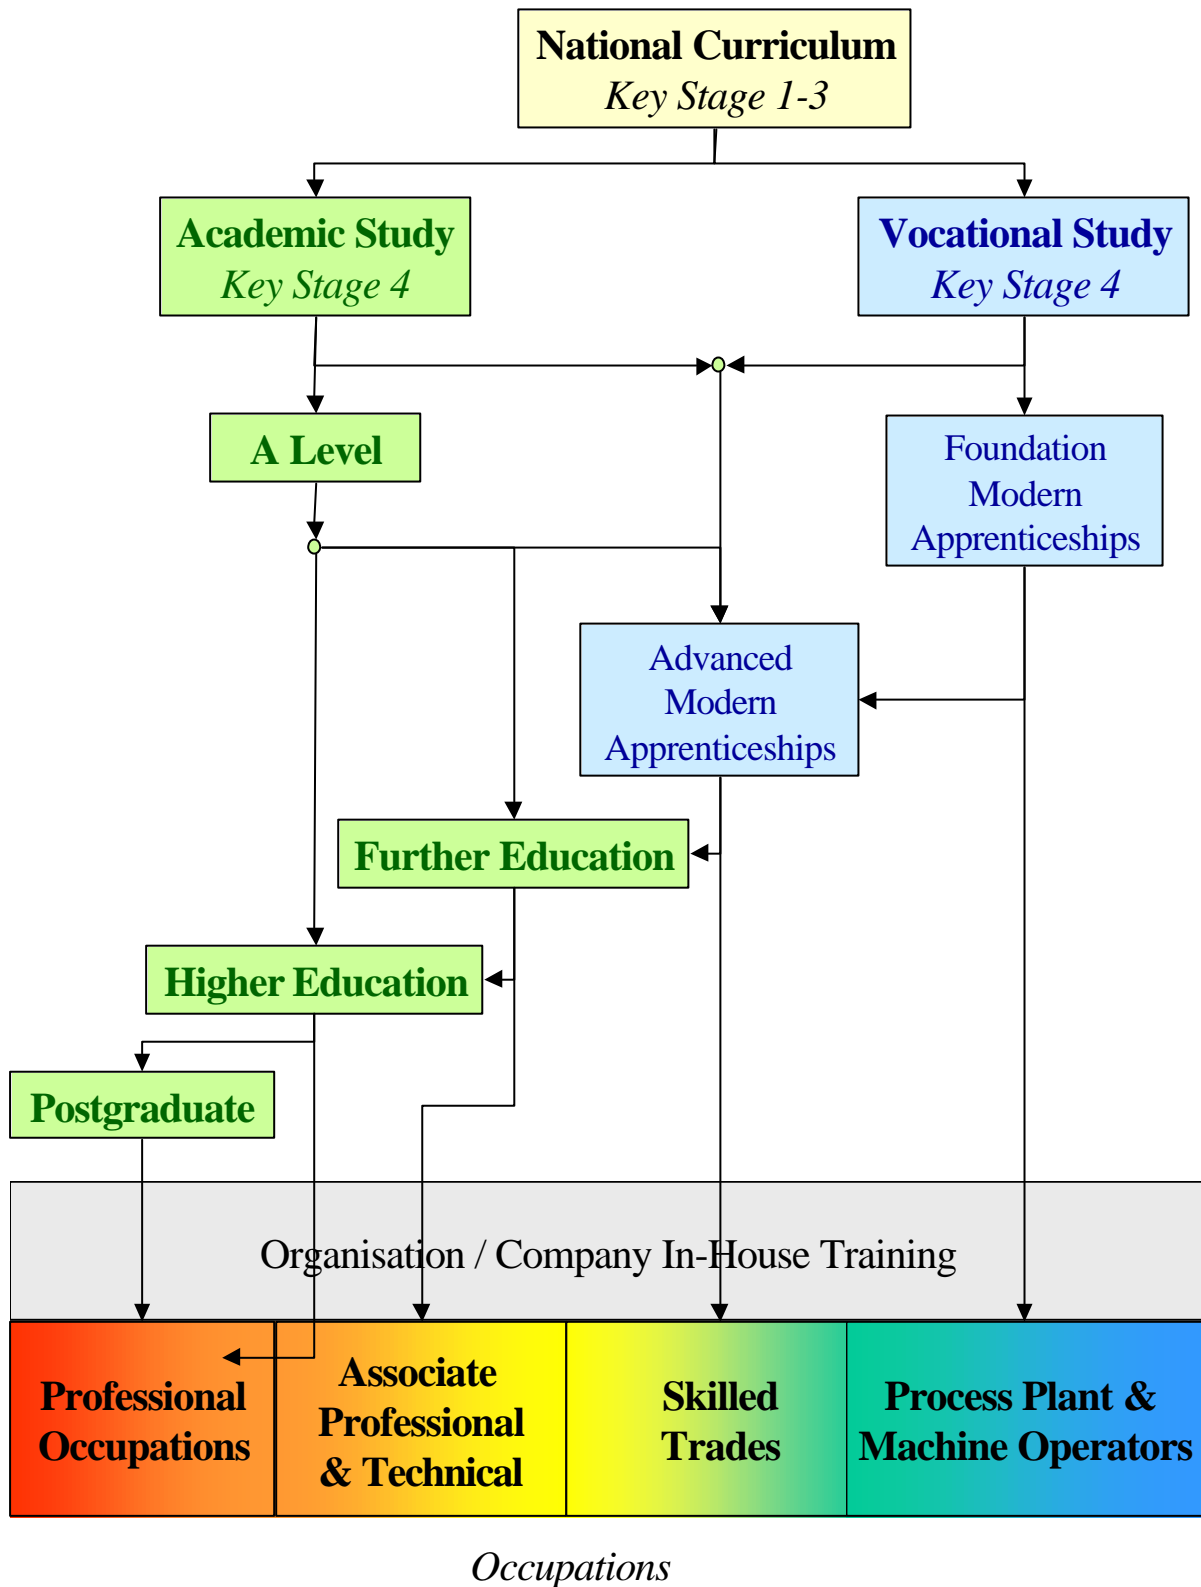 National Curriculum
Key Stage 1-3
Academic Study
Key Stage 4
Vocational Study
Key Stage 4
A Level
Foundation
Modern
Apprenticeships
Advanced
Modern
Apprenticeships
Further Education
Higher Education
Postgraduate
Organisation / Company In-House Training
Professional
Occupations
Associate
Professional
& Technical
Skilled
Trades
Process Plant &
Machine Operators
Occupations